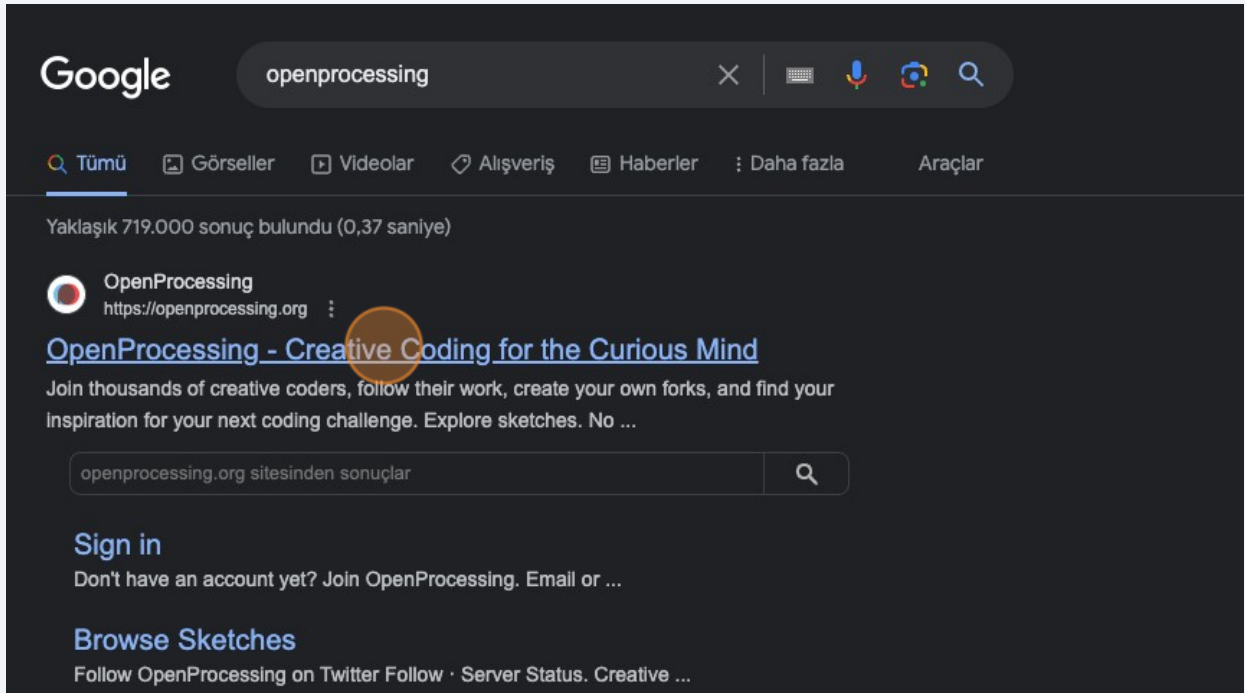 Google
openprocessing
Tümü Görseller Videolar Alışveriş Haberler Daha fazla Araçlar
Yaklaşık 719.000 sonuç bulundu (0,37 saniye)
OpenProcessing
https://openprocessing.org
OpenProcessing - Creative Coding for the Curious Mind
Join thousands of creative coders, follow their work, create your own forks, and find your
inspiration for your next coding challenge. Explore sketches. No ...
openprocessing.org sitesinden sonuçlar
Sign in
Don't have an account yet? Join OpenProcessing. Email or ...
Browse Sketches
Follow OpenProcessing on Twitter Follow · Server Status. Creative ...